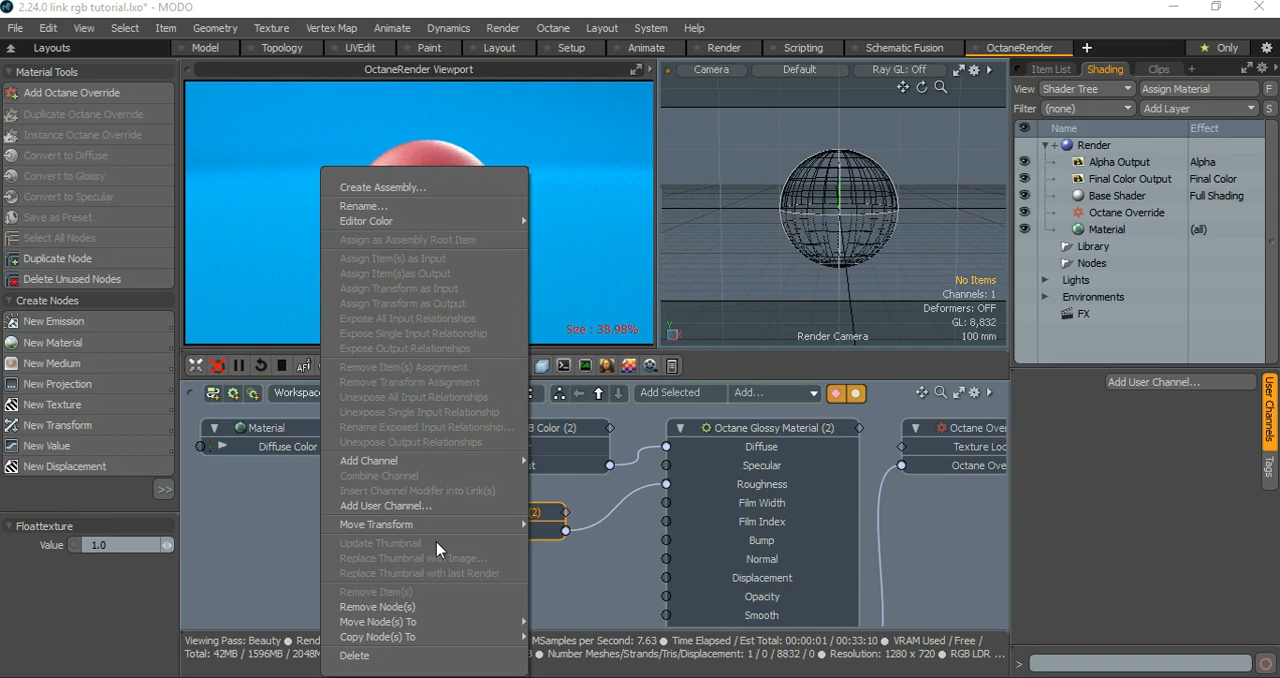 2.24.0 link rgb tutorial.lxo* - MODO
File Edit View Select Item Geometry Texture Vertex Map Animate Dynamics Render Octane Layout System Help
Layouts Model Topology UVEdit Paint Layout Setup Animate Render Scripting Schematic Fusion OctaneRender Only
Material Tools
Add Octane Override
Duplicate Octane Override
Instance Octane Override
Convert to Diffuse
Convert to Glossy
Convert to Specular
Save as Preset
Select All Nodes
Duplicate Node
Delete Unused Nodes
Create Nodes
New Emission
New Material
New Medium
New Projection
New Texture
New Transform
New Value
New Displacement
>>
Floattexture
Value 1.0
OctaneRender Viewport
Size : 38.98%
Create Assembly...
Rename...
Editor Color
Assign as Assembly Root Item
Assign Item(s) as Input
Assign Item(s)as Output
Assign Transform as Input
Assign Transform as Output
Expose All Input Relationships
Expose Single Input Relationship
Expose Output Relationships
Remove Item(s) Assignment
Remove Transform Assignment
Unexpose All Input Relationships
Unexpose Single Input Relationship
Rename Exposed Input Relationship...
Unexpose Output Relationships
Add Channel
Combine Channel
Insert Channel Modifer into Link(s)
Add User Channel...
Move Transform
Update Thumbnail
Replace Thumbnail with Image...
Replace Thumbnail with last Render
Remove Item(s)
Remove Node(s)
Move Node(s) To
Copy Node(s) To
Delete
Camera Default Ray GL: Off
No Items
Channels: 1
Deformers: OFF
GL: 8,832
100 mm
Render Camera
Y
AFI
Workspa
Add Selected Add...
Material
Diffuse Color
B Color (2)
ut
(2)
Octane Glossy Material (2)
Diffuse
Specular
Roughness
Film Width
Film Index
Bump
Normal
Displacement
Opacity
Smooth
Octane Over
Texture Loc
Octane Ove
Viewing Pass: Beauty ● Rend
MSamples per Second: 7.63 ● Time Elapsed / Est Total: 00:00:01 / 00:33:10 ● VRAM Used / Free /
Total: 42MB / 1596MB / 2048M
● Number Meshes/Strands/Tris/Displacement: 1 / 0 / 8832 / 0 ● Resolution: 1280 x 720 ● RGB LDR ...
Item List Shading Clips +
View Shader Tree Assign Material F
Filter (none) Add Layer S
Name Effect
Render
Alpha Output Alpha
Final Color Output Final Color
Base Shader Full Shading
Octane Override
Material (all)
Library
Nodes
Lights
Environments
FX
Add User Channel...
User Channels
Tags
>